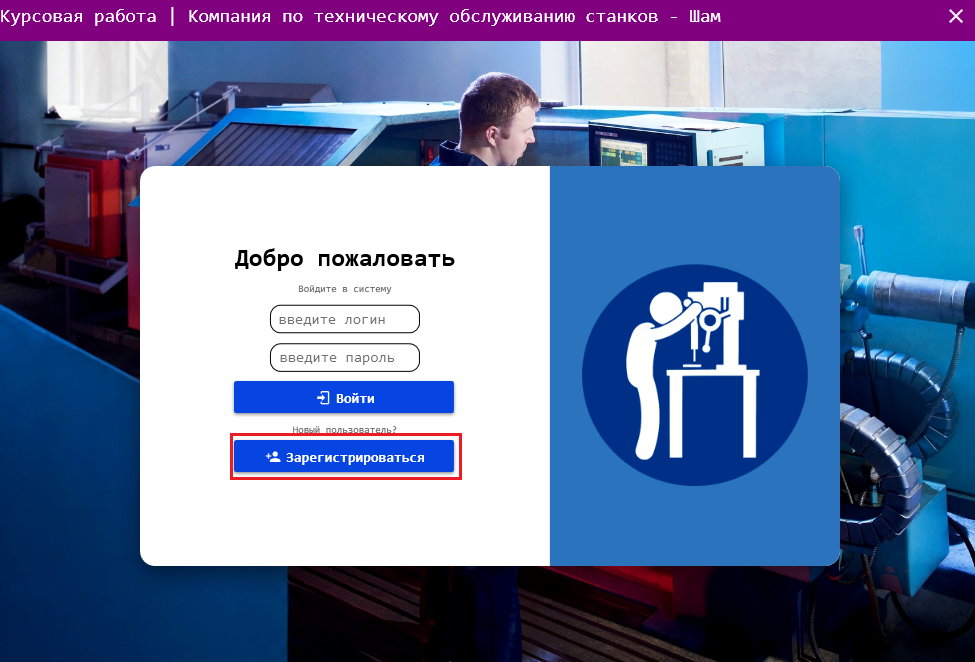 Курсовая работа | Компания по техническому обслуживанию станков - Шам
Добро пожаловать
Войдите в систему
введите логин
введите пароль
Войти
Новый пользователь?
Зарегистрироваться